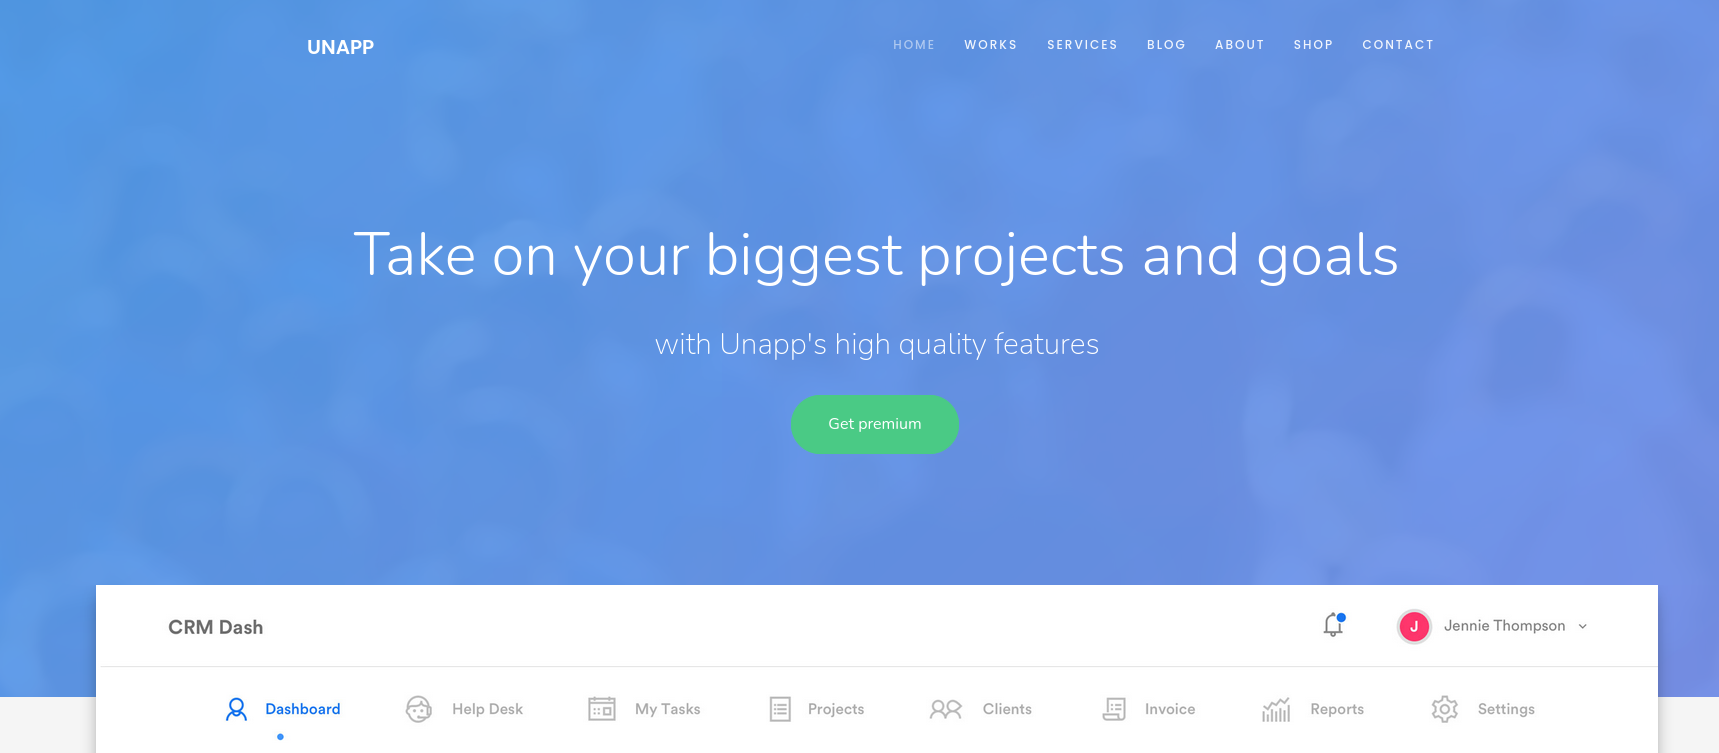 UNAPP HOME WORKS SERVICES BLOG ABOUT SHOP CONTACT
Take on your biggest projects and goals
with Unapp's high quality features
Get premium
CRM Dash J Jennie Thompson
Dashboard Help Desk My Tasks Projects Clients Invoice Reports Settings